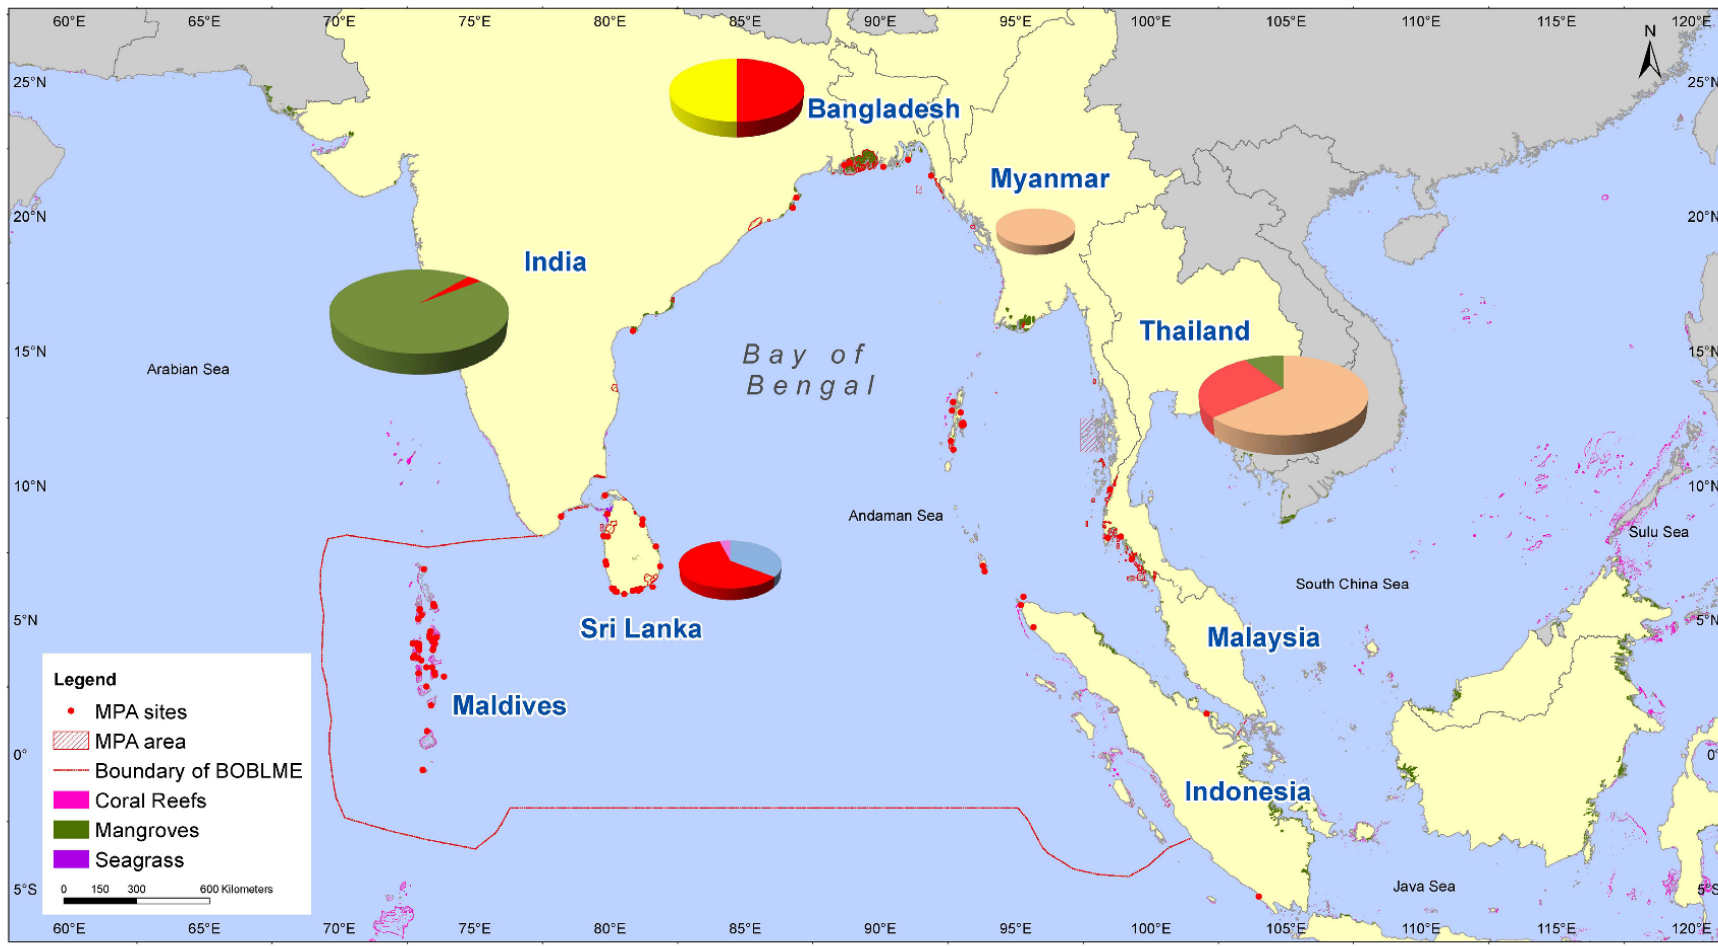 60°E 65°E 70°E 75°E 80°E 85°E 90°E 95°E 100°E 105°E 110°E 115°E 120°E
N
25°N 25°N
Bangladesh
Myanmar
20°N 20°N
India
Thailand
15°N 15°N
Bay of
Bengal
Arabian Sea
10°N 10°N
Andaman Sea
Sulu Sea
South China Sea
5°N 5°N
Sri Lanka
Malaysia
Maldives
0° 0°
Indonesia
5°S 5°S
Java Sea
Legend
MPA sites
MPA area
Boundary of BOBLME
Coral Reefs
Mangroves
Seagrass
0 150 300 600 Kilometers
60°E 65°E 70°E 75°E 80°E 85°E 90°E 95°E 100°E 105°E 110°E 115°E 120°E